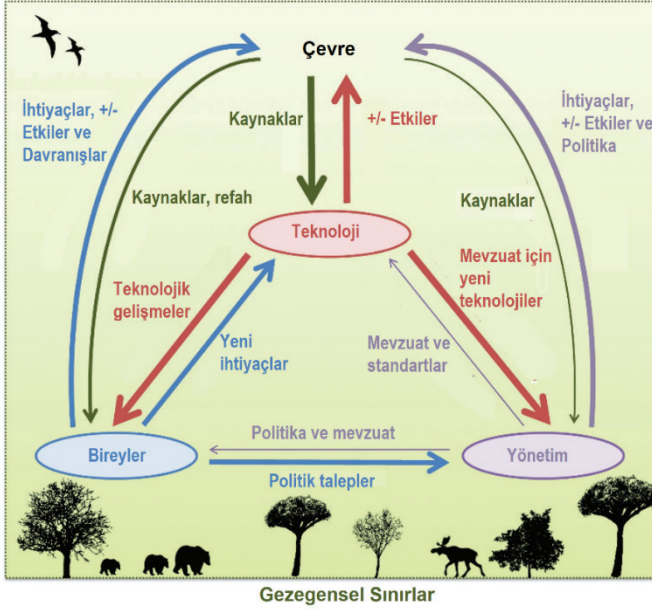 Çevre
İhtiyaçlar, +/-
Etkiler ve
Davranışlar
Kaynaklar
+/- Etkiler
İhtiyaçlar,
+/- Etkiler ve
Politika
Kaynaklar, refah
Kaynaklar
Teknoloji
Teknolojik
gelişmeler
Mevzuat için
yeni
teknolojiler
Yeni
ihtiyaçlar
Mevzuat ve
standartlar
Bireyler
Politika ve mevzuat
Yönetim
Politik talepler
Gezegensel Sınırlar